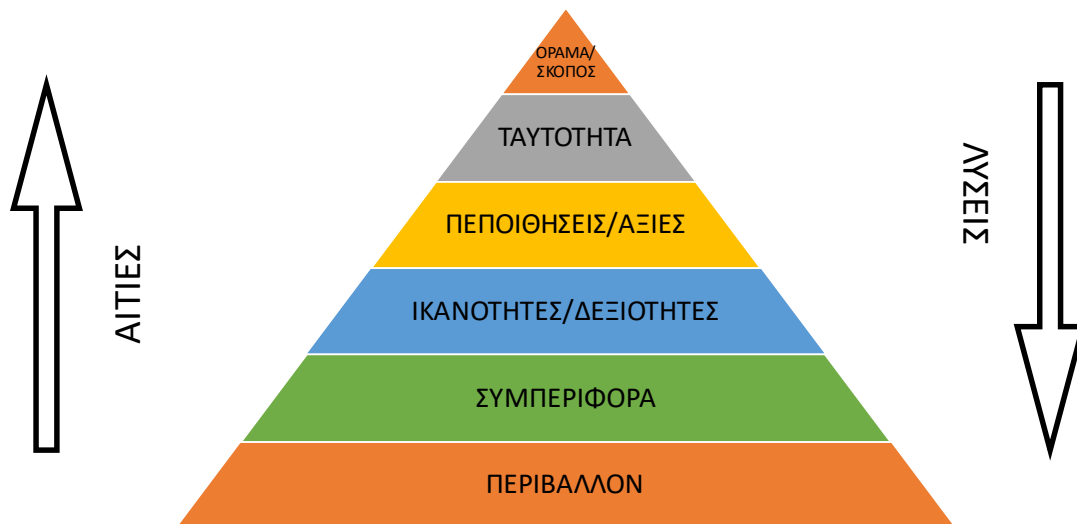 ΟΡΑΜΑ/
ΣΚΟΠΟΣ
ΤΑΥΤΟΤΗΤΑ
ΠΕΠΟΙΘΗΣΕΙΣ/ΑΞΙΕΣ
ΙΚΑΝΟΤΗΤΕΣ/ΔΕΞΙΟΤΗΤΕΣ
ΣΥΜΠΕΡΙΦΟΡΑ
ΠΕΡΙΒΑΛΛΟΝ
ΑΙΤΙΕΣ
ΛΥΣΕΙΣ